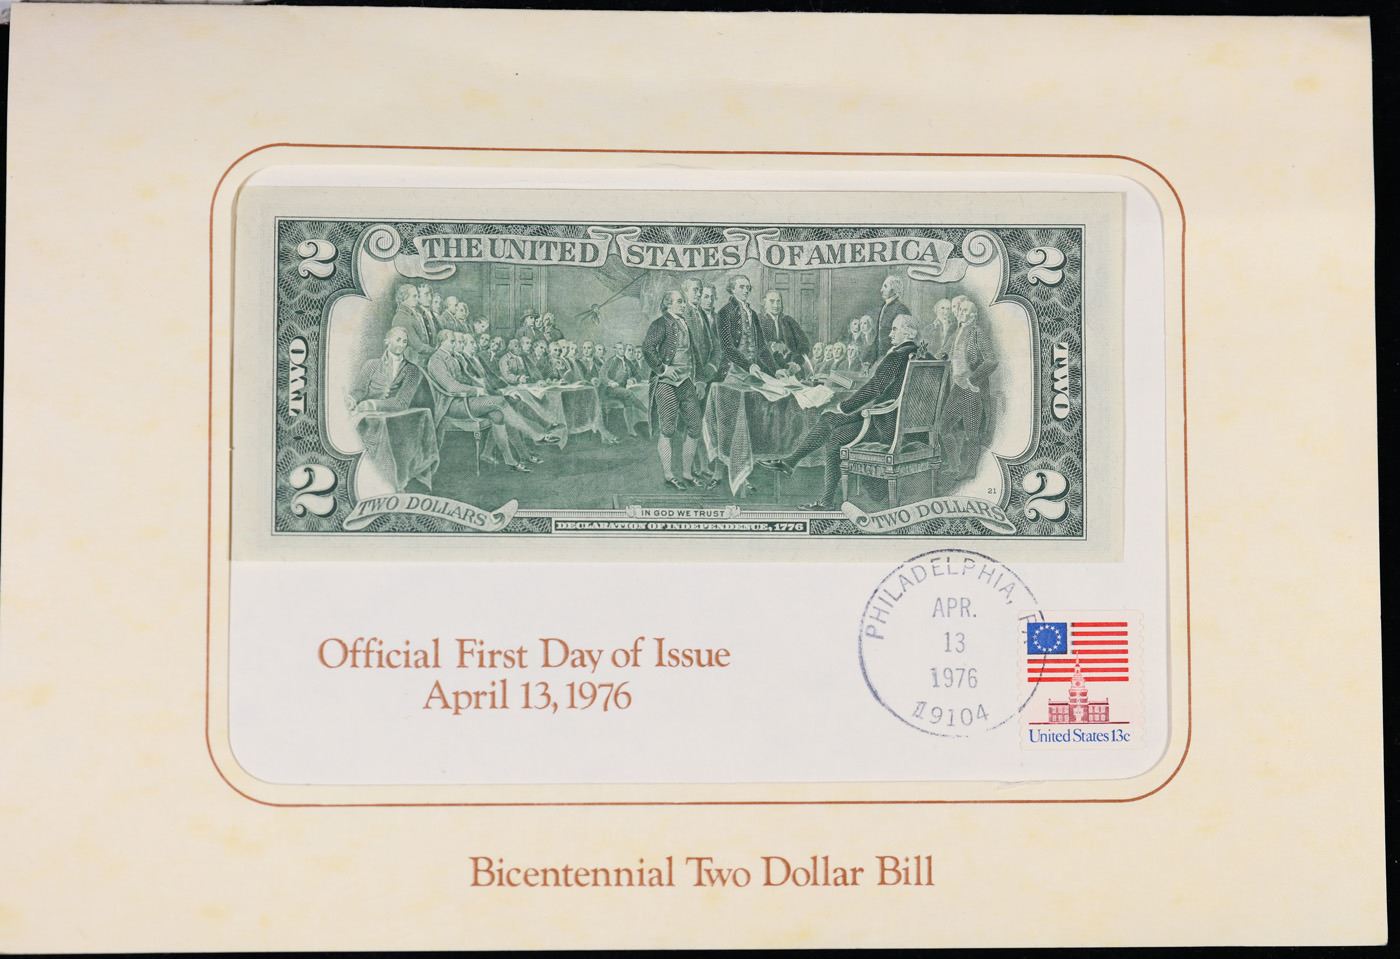 2 THE UNITED STATES OF AMERICA 2
TWO
TWO
2 TWO DOLLARS
IN GOD WE TRUST
DECLARATION OF INDEPENDENCE, 1776
21
TWO DOLLARS 2
Official First Day of Issue
April 13, 1976
PHILADELPHIA, PA
APR.
13
1976
19104
United States 13c
Bicentennial Two Dollar Bill